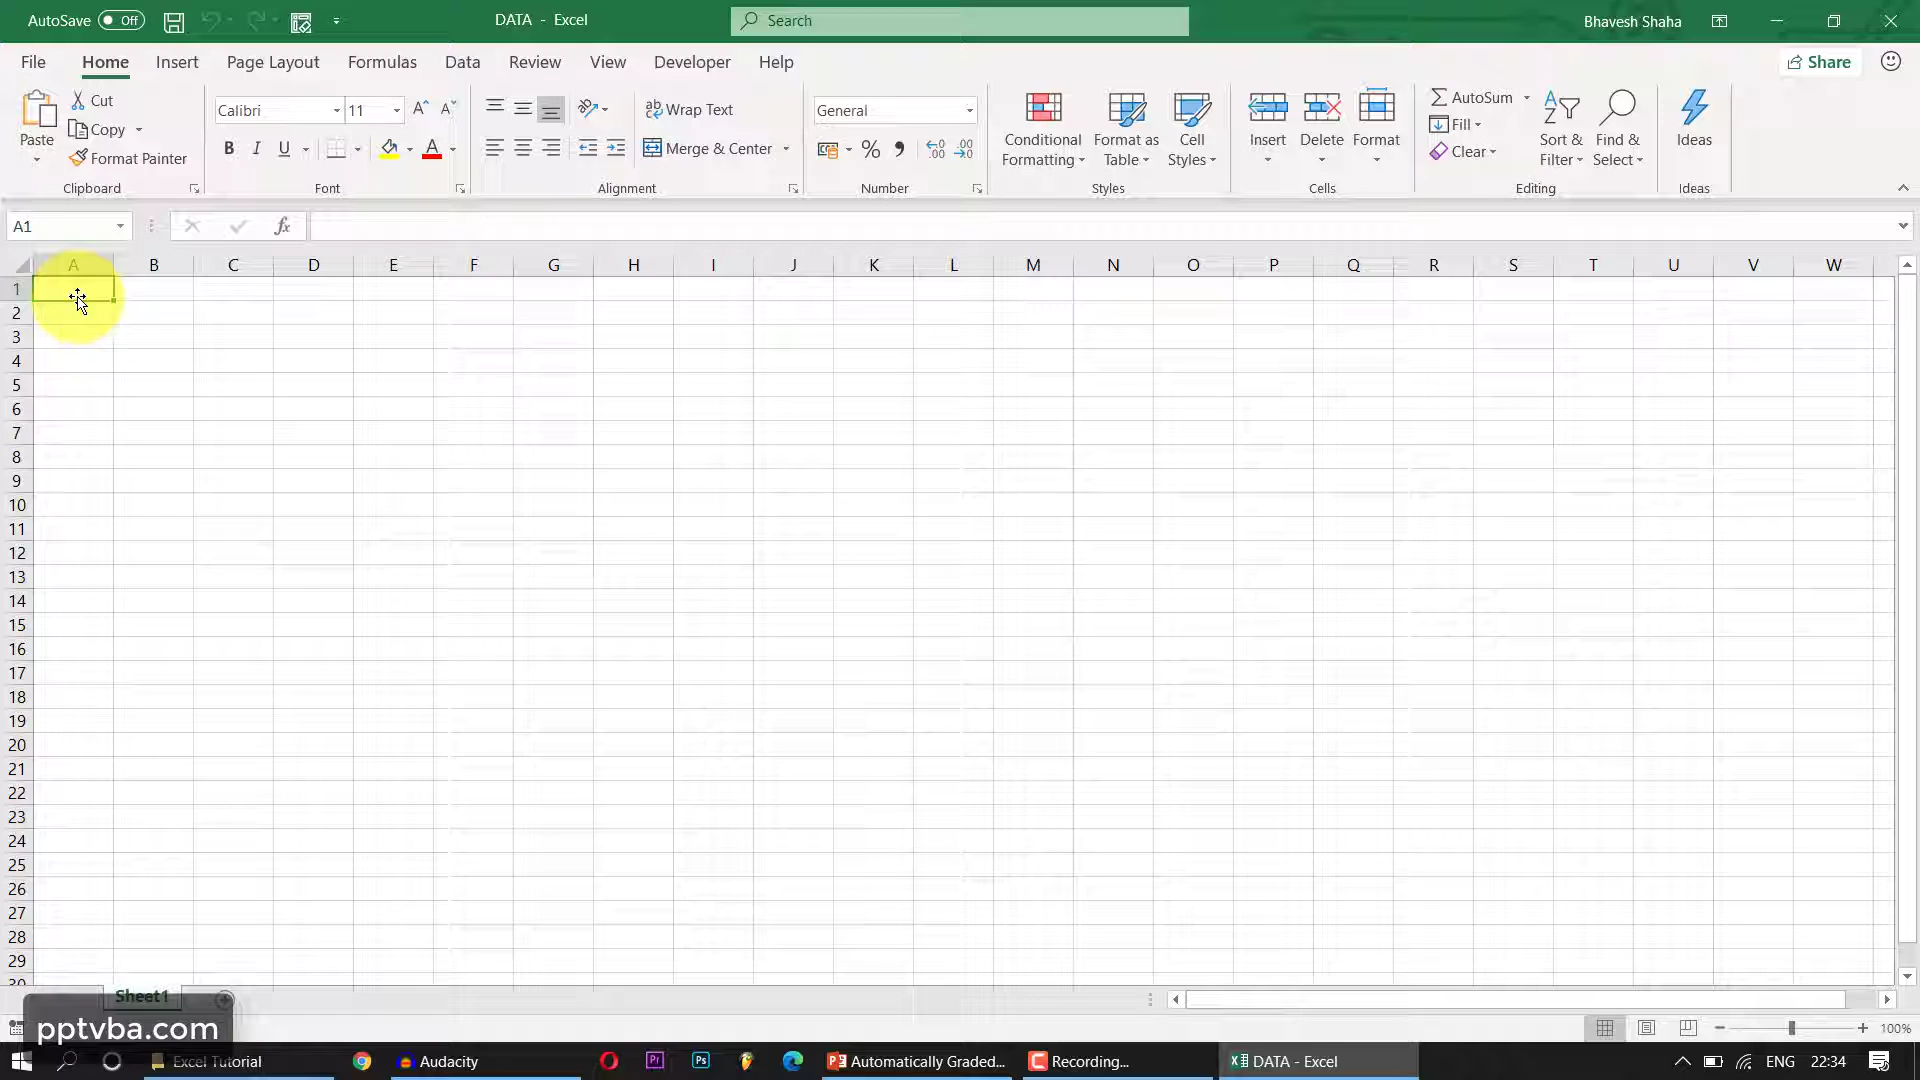 AutoSave Off DATA - Excel Search Bhavesh Shaha
File Home Insert Page Layout Formulas Data Review View Developer Help Share
Paste Cut Copy Format Painter Clipboard
Calibri 11 B I U A Font
ab Wrap Text Merge & Center Alignment
General % Number
Conditional Formatting Format as Table Cell Styles Styles
Insert Delete Format Cells
AutoSum Fill Clear Sort & Filter Find & Select Editing
Ideas Ideas
A1 fx
A B C D E F G H I J K L M N O P Q R S T U V W
1
2
3
4
5
6
7
8
9
10
11
12
13
14
15
16
17
18
19
20
21
22
23
24
25
26
27
28
29
30
Sheet1
pptvba.com
100%
Excel Tutorial Audacity Pr Ps Automatically Graded... Recording... DATA - Excel ENG 22:34